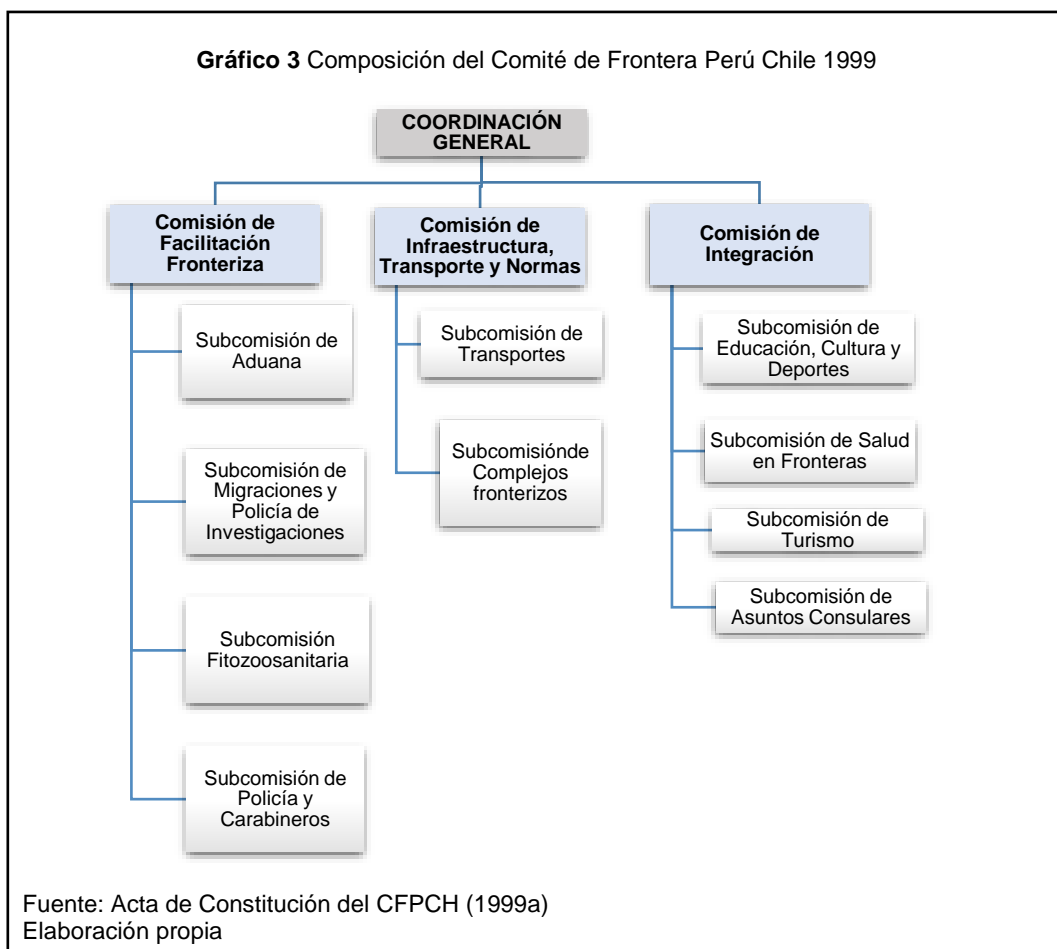 Gráfico 3 Composición del Comité de Frontera Perú Chile 1999
COORDINACIÓN
GENERAL
Comisión de
Facilitación
Fronteriza
Subcomisión de
Aduana
Subcomisión de
Migraciones y
Policía de
Investigaciones
Subcomisión
Fitozoosanitaria
Subcomisión de
Policía y
Carabineros
Comisión de
Infraestructura,
Transporte y Normas
Subcomisión de
Transportes
Subcomisiónde
Complejos
fronterizos
Comisión de
Integración
Subcomisión de
Educación, Cultura y
Deportes
Subcomisión de Salud
en Fronteras
Subcomisión de
Turismo
Subcomisión de
Asuntos Consulares
Fuente: Acta de Constitución del CFPCH (1999a)
Elaboración propia